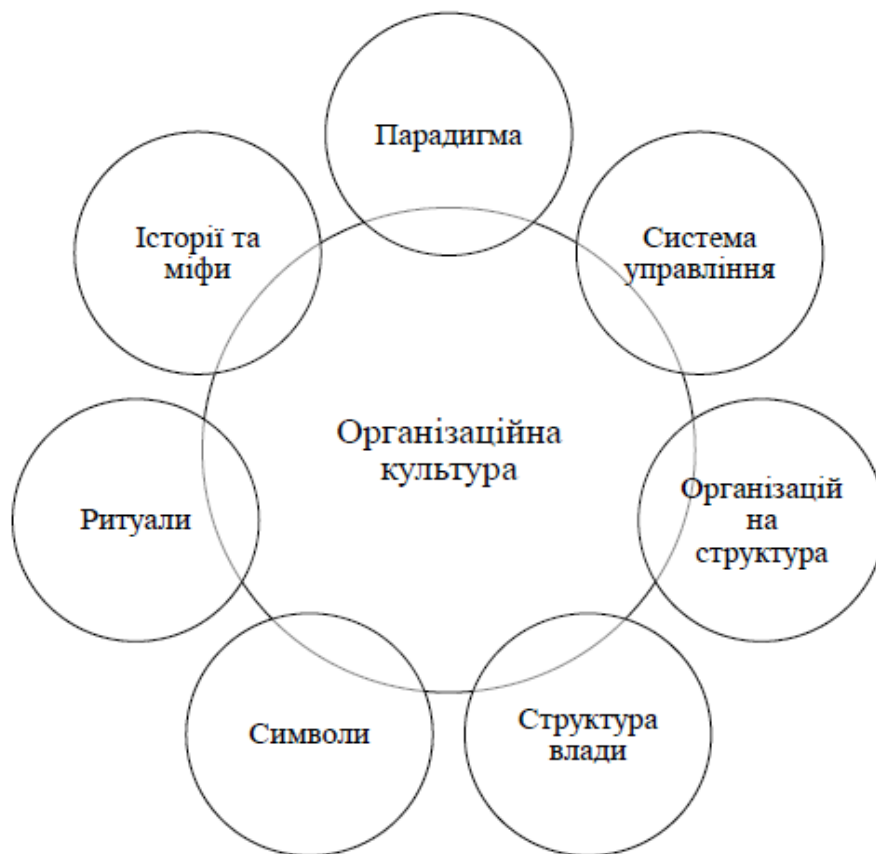 Парадигма
Система
управління
Організацій
на
структура
Структура
влади
Символи
Ритуали
Історії та
міфи
Організаційна
культура